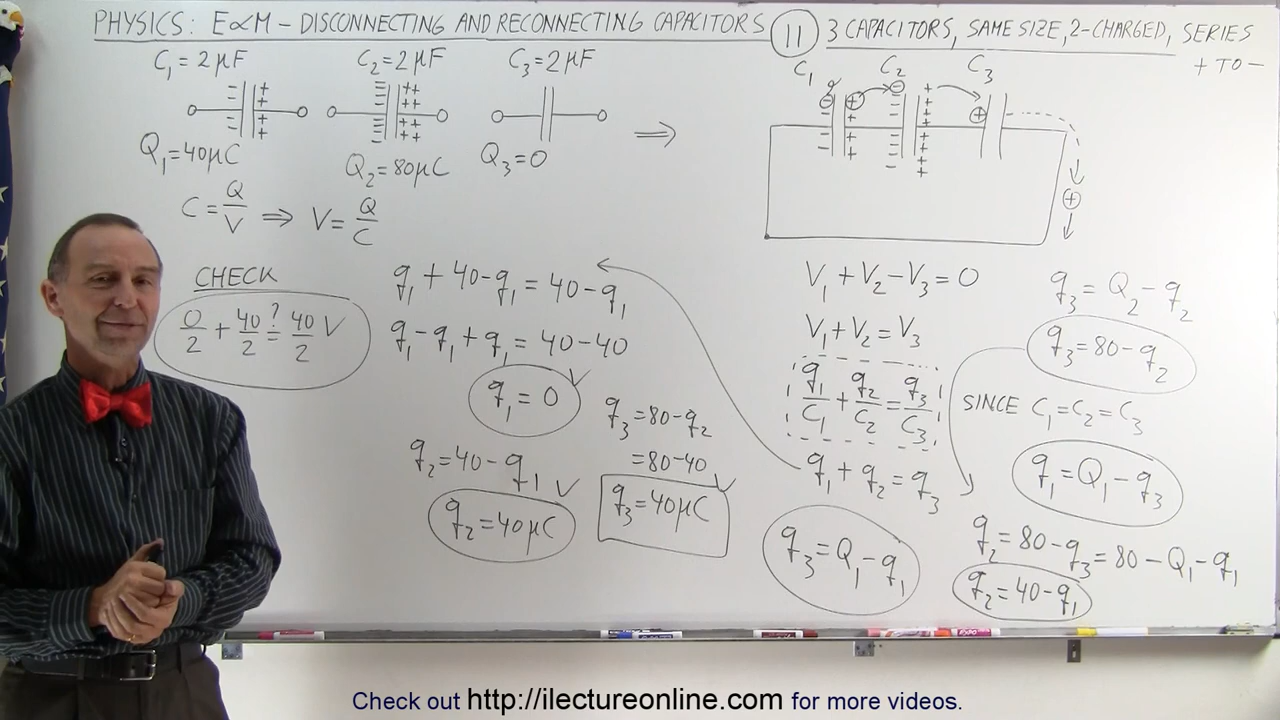 PHYSICS: E∝M – DISCONNECTING AND RECONNECTING CAPACITORS (11) 3 CAPACITORS, SAME SIZE, 2-CHARGED, SERIES
+ TO –
C₁ = 2μF
C₂ = 2μF
C₃ = 2μF
Q₁ = 40μC
Q₂ = 80μC
Q₃ = 0
C₁ C₂ C₃
C = Q/V ⇒ V = Q/C
CHECK
0/2 + 40/2 ?= 40/2 V
q₁ + 40 - q₁ = 40 - q₁
q₁ - q₁ + q₁ = 40 - 40
q₁ = 0
q₂ = 40 - q₁
q₂ = 40μC
q₃ = 80 - q₂
= 80 - 40
q₃ = 40μC
V₁ + V₂ - V₃ = 0
V₁ + V₂ = V₃
q₁/C₁ + q₂/C₂ = q₃/C₃
q₁ + q₂ = q₃
q₃ = Q₁ - q₁
q₃ = Q₂ - q₂
q₃ = 80 - q₂
SINCE C₁ = C₂ = C₃
q₁ = Q₁ - q₃
q₂ = 80 - q₃ = 80 - Q₁ - q₁
q₂ = 40 - q₁
Check out http://ilectureonline.com for more videos.